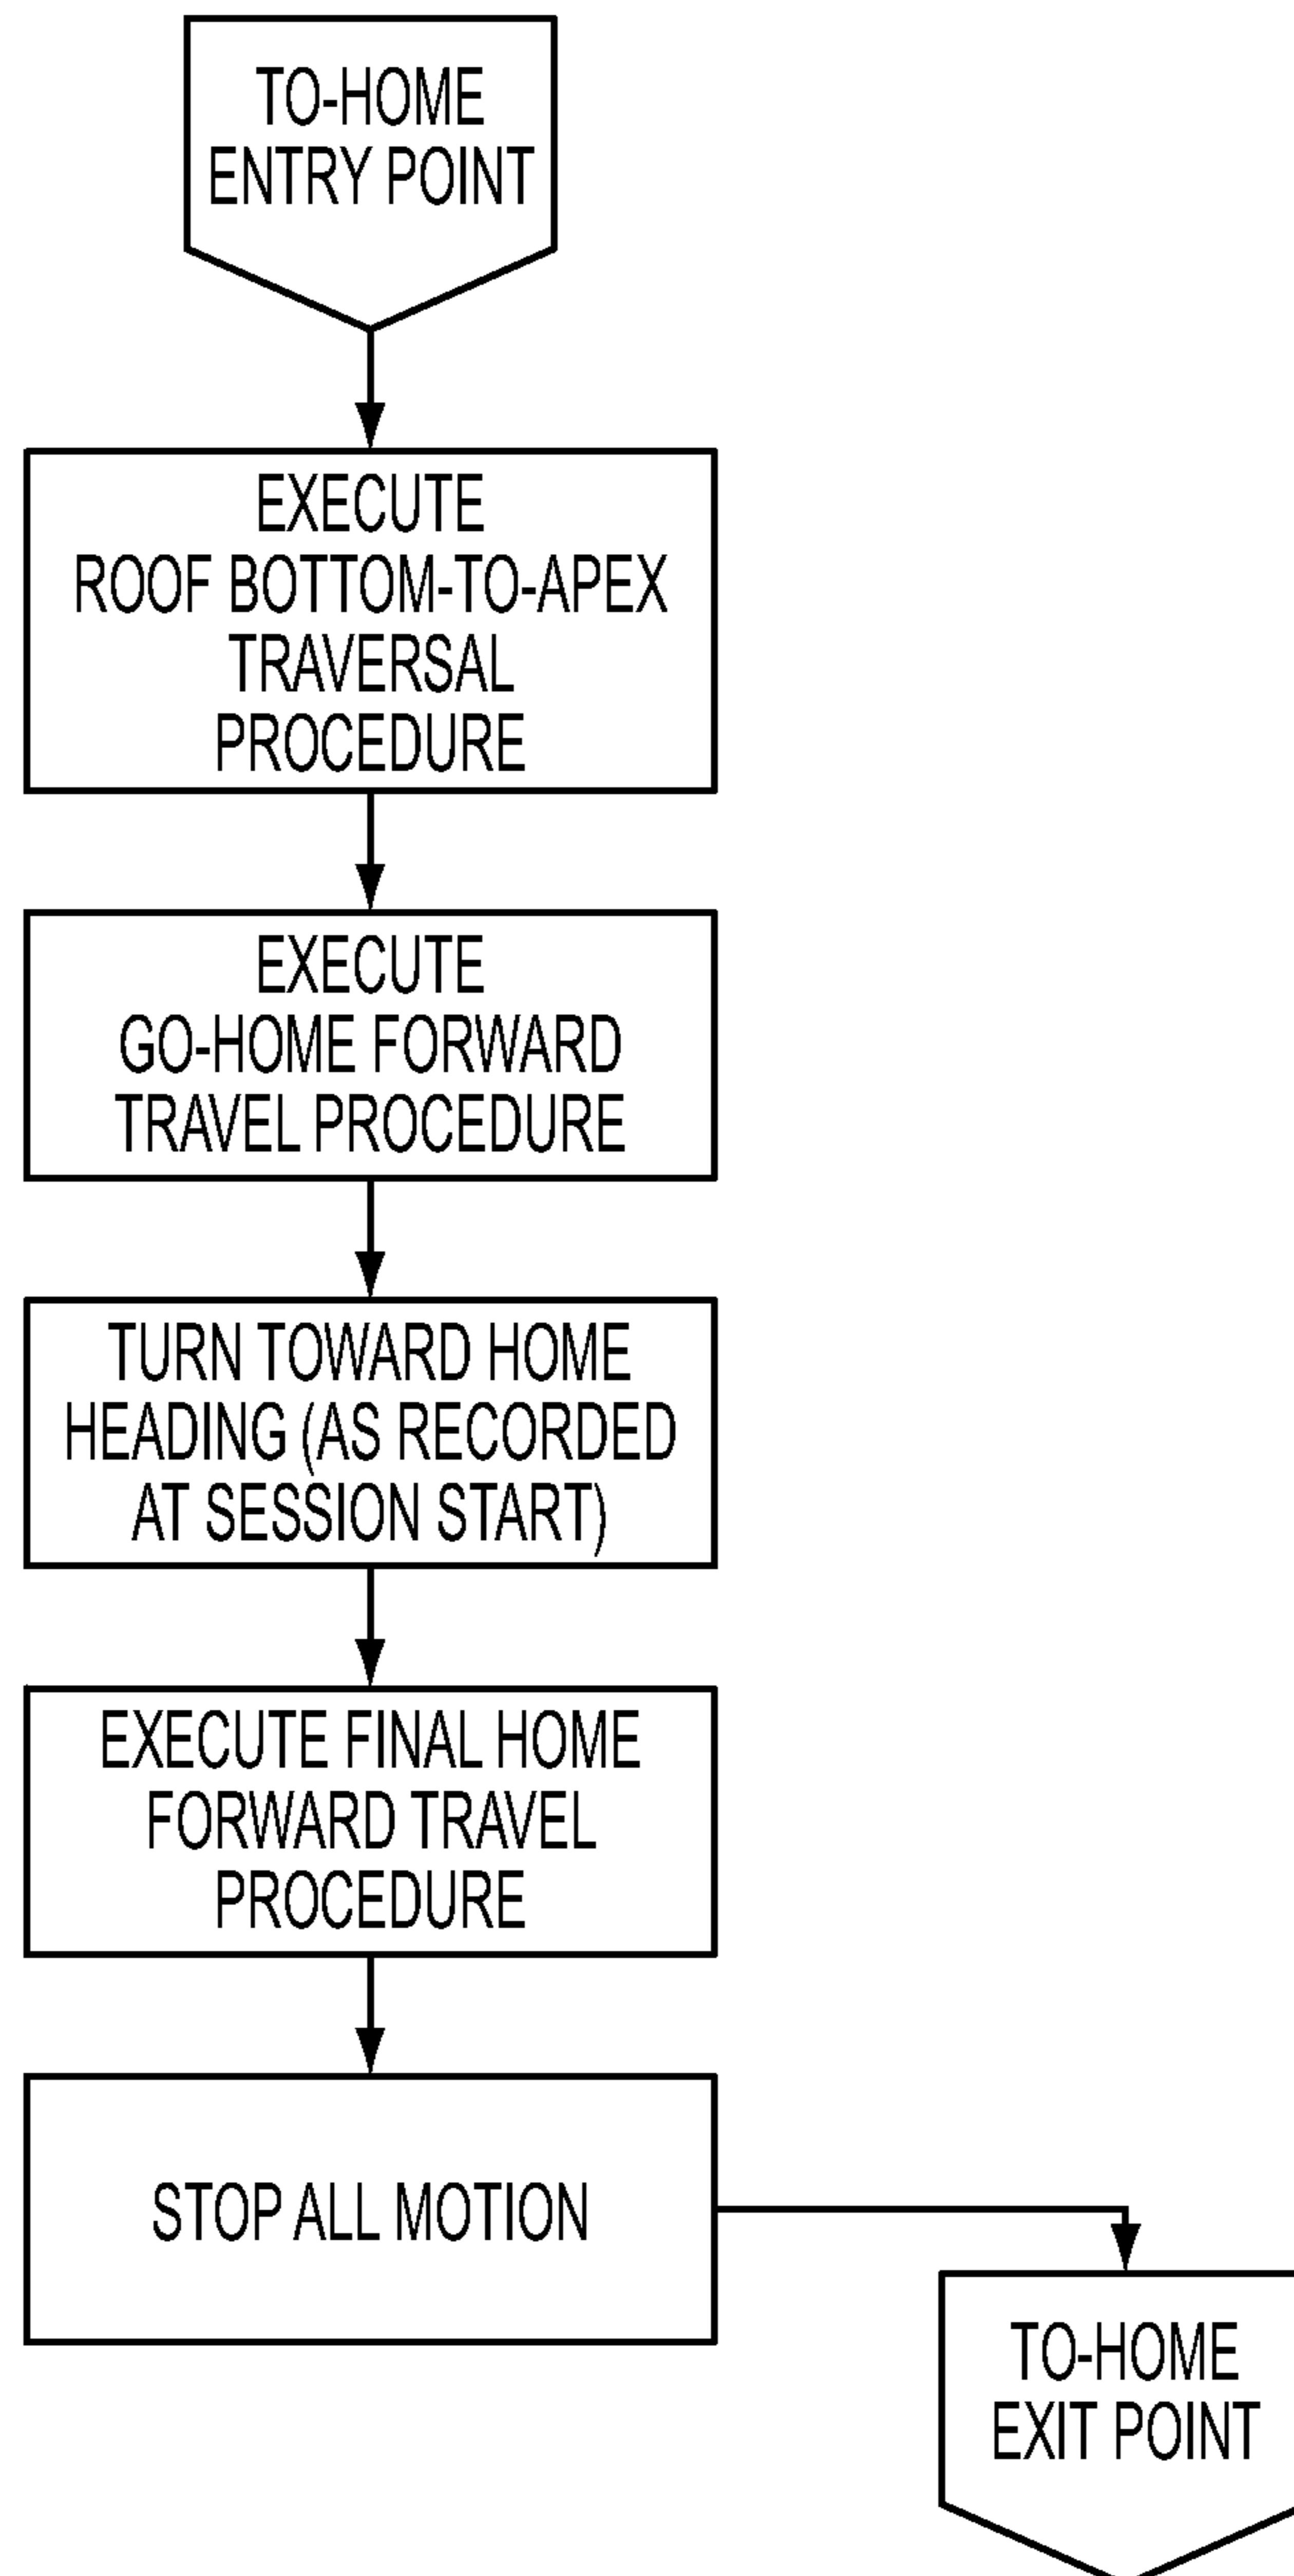 TO-HOME
ENTRY POINT
EXECUTE
ROOF BOTTOM-TO-APEX
TRAVERSAL
PROCEDURE
EXECUTE
GO-HOME FORWARD
TRAVEL PROCEDURE
TURN TOWARD HOME
HEADING (AS RECORDED
AT SESSION START)
EXECUTE FINAL HOME
FORWARD TRAVEL
PROCEDURE
STOP ALL MOTION
TO-HOME
EXIT POINT